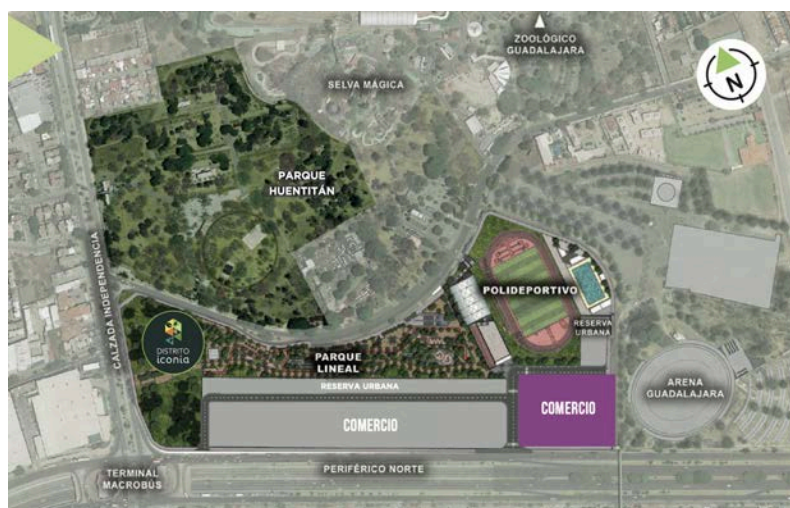 ZOOLÓGICO
GUADALAJARA
N
SELVA MÁGICA
PARQUE
HUENTITÁN
CALZADA INDEPENDENCIA
POLIDEPORTIVO
RESERVA
URBANA
DISTRITO
iconia
PARQUE
LINEAL
RESERVA URBANA
ARENA
GUADALAJARA
COMERCIO
COMERCIO
TERMINAL
MACROBÚS
PERIFÉRICO NORTE